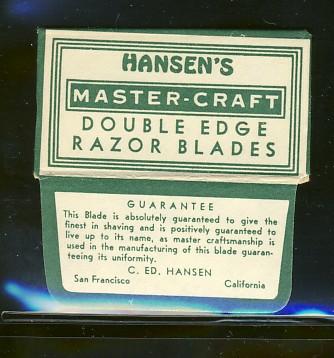 HANSEN'S
MASTER-CRAFT
DOUBLE EDGE
RAZOR BLADES
GUARANTEE
This Blade is absolutely guaranteed to give the
finest in shaving and is positively guaranteed to
live up to its name, as master craftsmanship is
used in the manufacturing of this blade guaran-
teeing its uniformity.
C. ED. HANSEN
San Francisco California